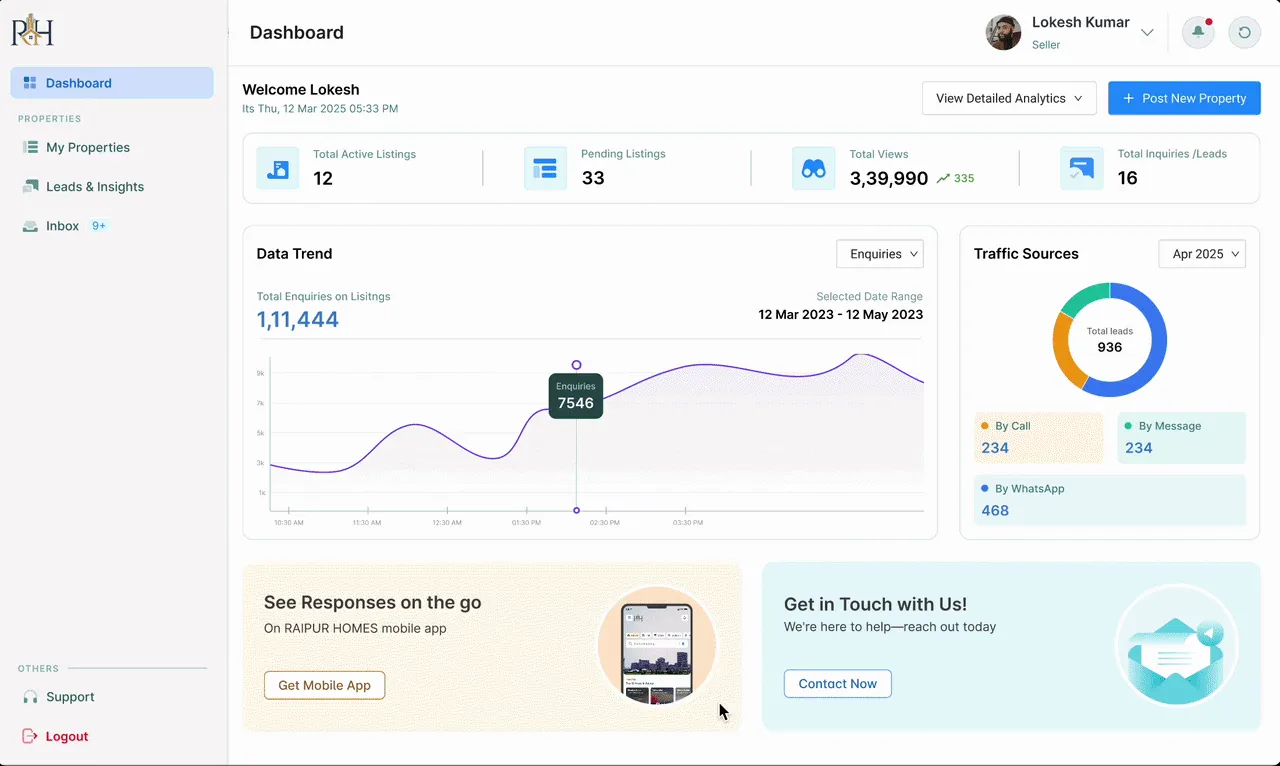 RH
Dashboard
Lokesh Kumar
Seller
Dashboard
PROPERTIES
My Properties
Leads & Insights
Inbox 9+
OTHERS
Support
Logout
Welcome Lokesh
Its Thu, 12 Mar 2025 05:33 PM
View Detailed Analytics
+ Post New Property
Total Active Listings
12
Pending Listings
33
Total Views
3,39,990 335
Total Inquiries /Leads
16
Data Trend
Enquiries
Total Enquiries on Lisitngs
1,11,444
Selected Date Range
12 Mar 2023 - 12 May 2023
9k
7k
5k
3k
1k
Enquiries
7546
10:30 AM 11:30 AM 12:30 AM 01:30 PM 02:30 PM 03:30 PM
Traffic Sources
Apr 2025
Total leads
936
By Call
234
By Message
234
By WhatsApp
468
See Responses on the go
On RAIPUR HOMES mobile app
Get Mobile App
Get in Touch with Us!
We're here to help—reach out today
Contact Now